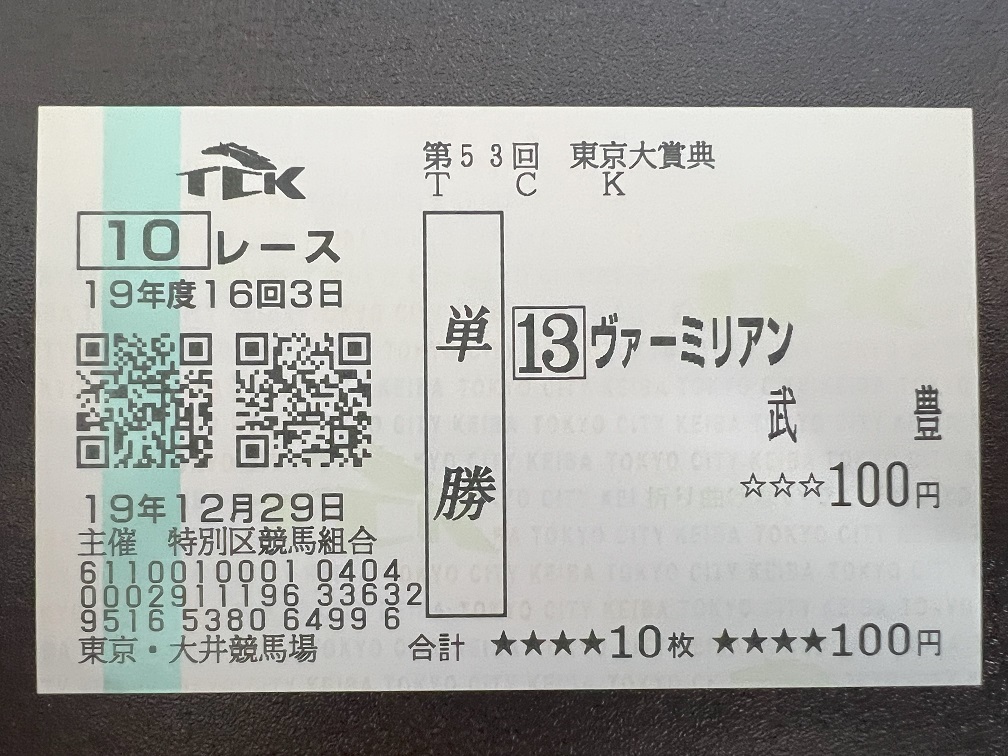 TCK
第53回 東京大賞典
T C K
10レース
19年度16回3日
単勝
13ヴァーミリアン
武 豊
☆☆☆100円
19年12月29日
主催 特別区競馬組合
6110010001 0404
0002911196 33632
9516 5380 6499 6
東京・大井競馬場
合計 ★★★★10枚 ★★★★100円